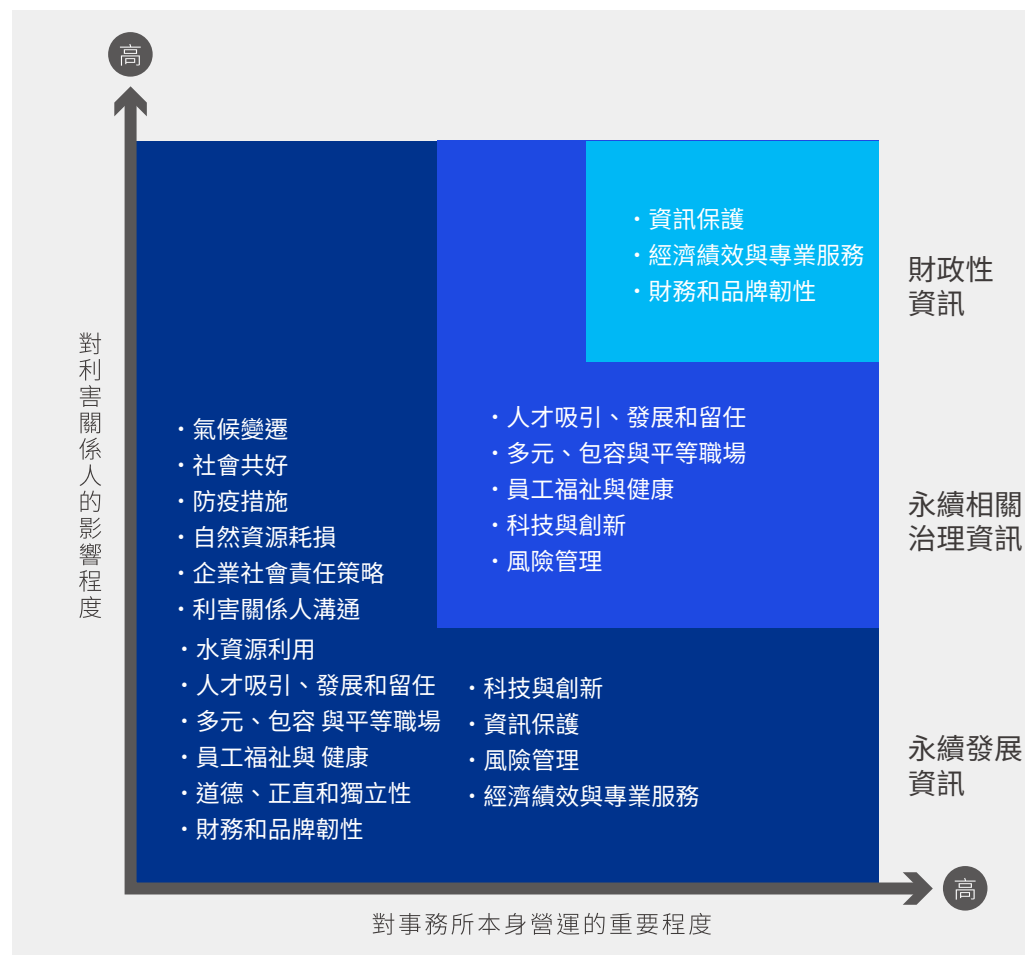 高
對利害關係人的影響程度
・資訊保護
・經濟績效與專業服務
・財務和品牌韌性
財政性
資訊
・人才吸引、發展和留任
・多元、包容與平等職場
・員工福祉與健康
・科技與創新
・風險管理
永續相關
治理資訊
・氣候變遷
・社會共好
・防疫措施
・自然資源耗損
・企業社會責任策略
・利害關係人溝通
・水資源利用
・人才吸引、發展和留任
・多元、包容 與平等職場
・員工福祉與 健康
・道德、正直和獨立性
・財務和品牌韌性
・科技與創新
・資訊保護
・風險管理
・經濟績效與專業服務
永續發展
資訊
高
對事務所本身營運的重要程度